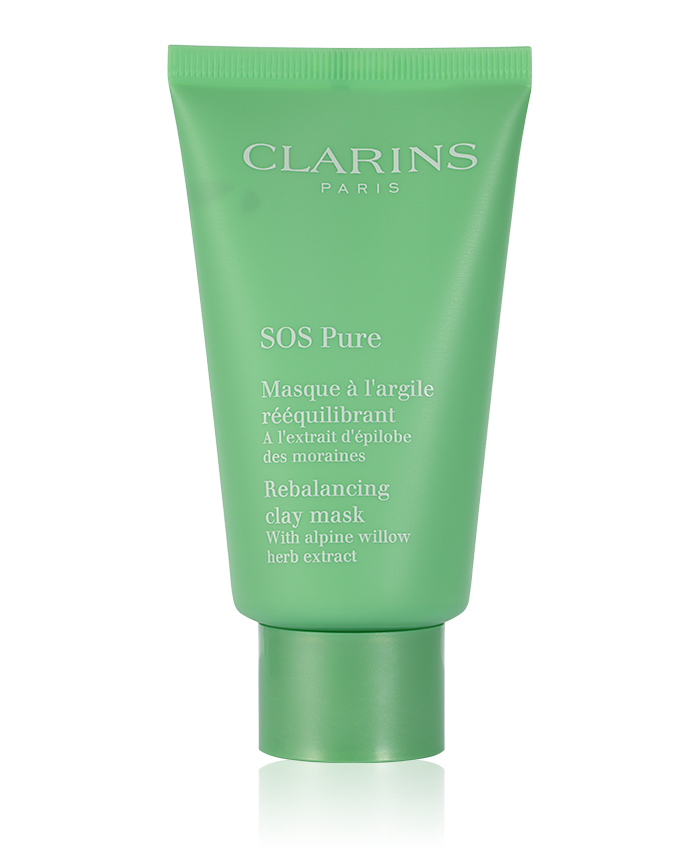 CLARINS
PARIS
SOS Pure
Masque à l'argile
rééquilibrant
A l'extrait d'épilobe
des moraines
Rebalancing
clay mask
With alpine willow
herb extract